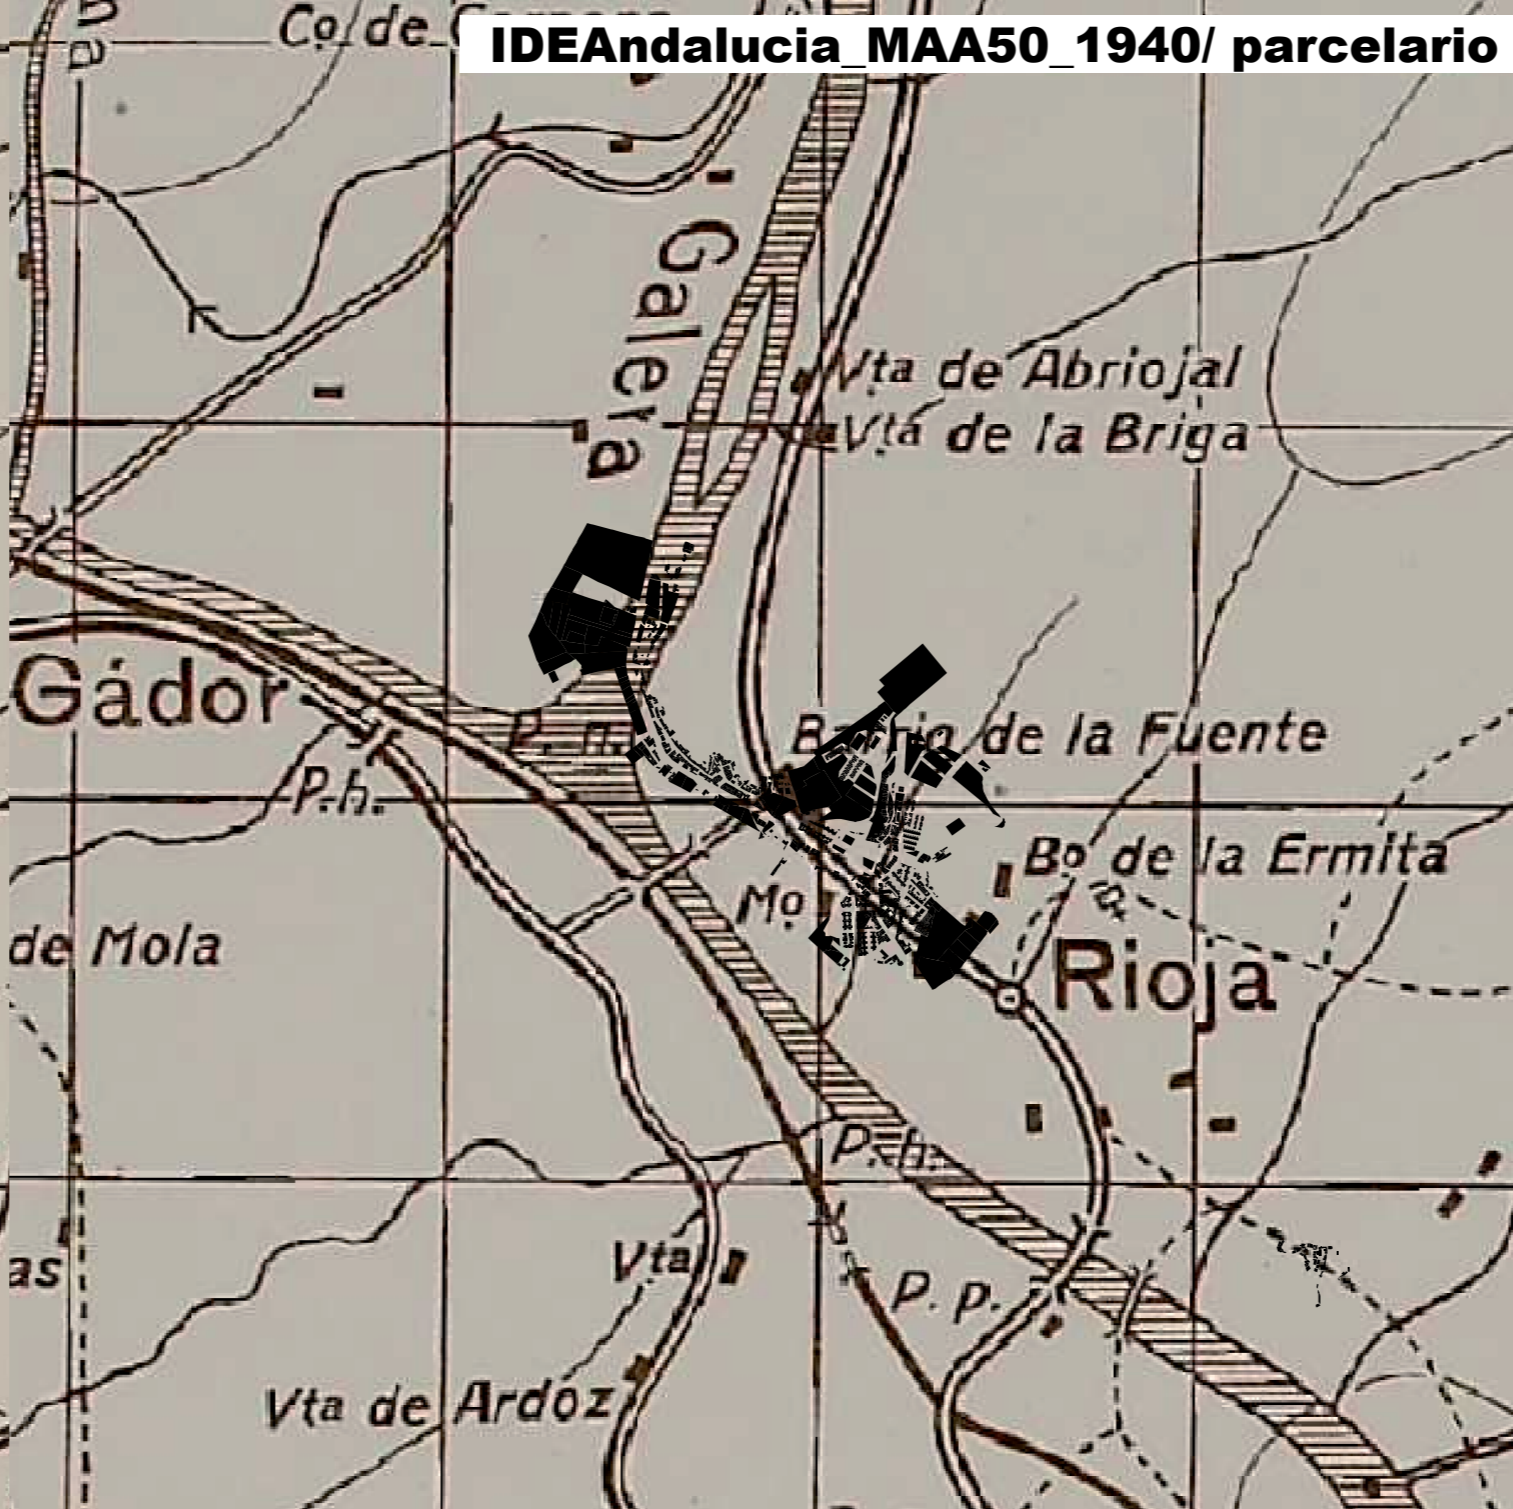 na
Cº de
IDEAndalucia_MAA50_1940/ parcelario
Galera
Vta de Abriojal
Vta de la Briga
Gádor
P. n.
Barrio de la Fuente
P.h.
Bº de la Ermita
Mº
de Mola
Rioja
P.h.
Vta
as
P. p.
Vta de Ardoz